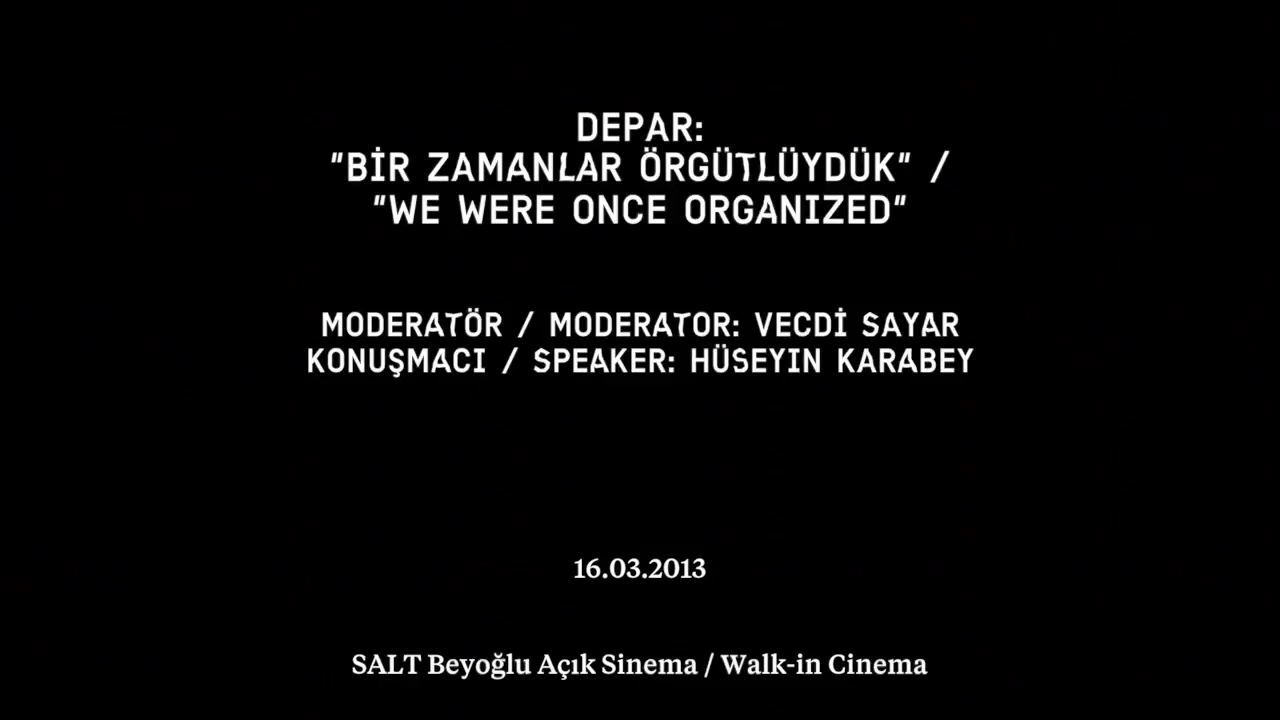 DEPAR:
"BİR ZAMANLAR ÖRGÜTLÜYDÜK" /
"WE WERE ONCE ORGANIZED"
MODERATÖR / MODERATOR: VECDİ SAYAR
KONUŞMACI / SPEAKER: HÜSEYIN KARABEY
16.03.2013
SALT Beyoğlu Açık Sinema / Walk-in Cinema